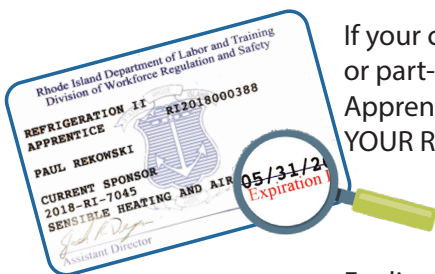 Rhode Island Department of Labor and Training
Division of Workforce Regulation and Safety
REFRIGERATION II RI2018000388
APPRENTICE
PAUL REKOWSKI
CURRENT SPONSOR
2018-RI-7045
SENSIBLE HEATING AND AIR
05/31/2
Expiration
Assistant Director
If your
or part-
Appren
YOUR R